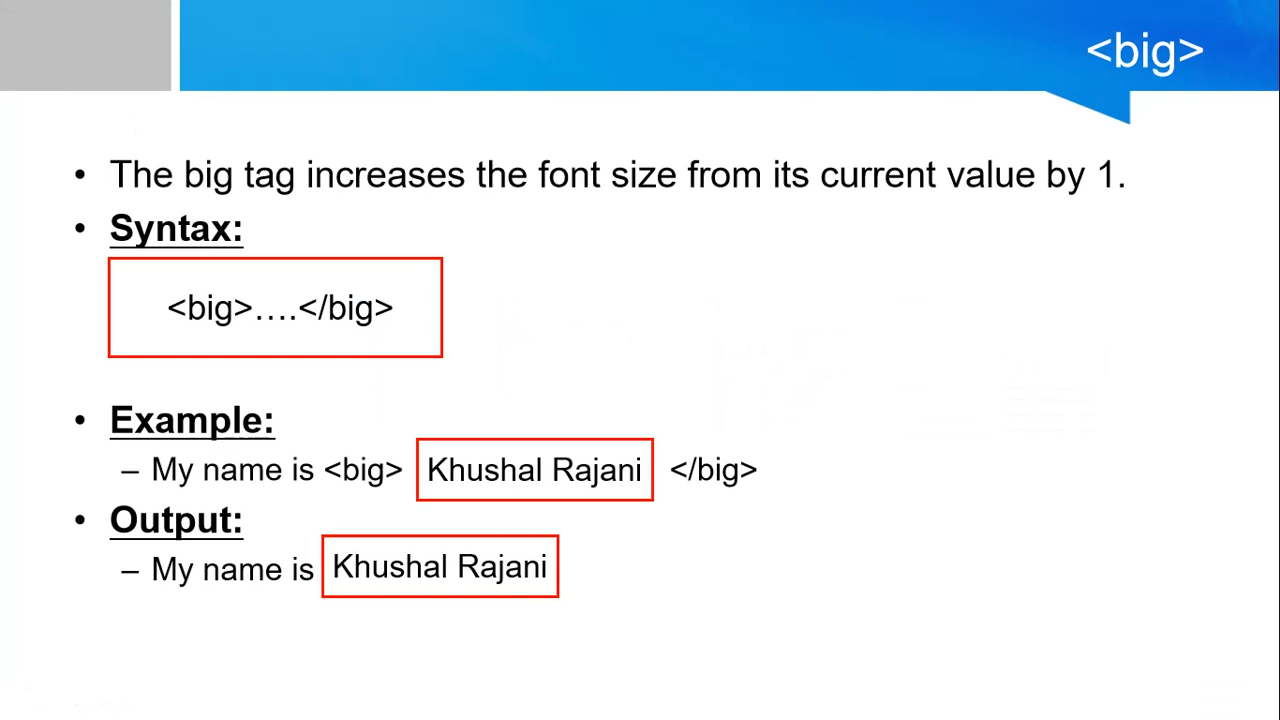 <big>
• The big tag increases the font size from its current value by 1.
• Syntax:
<big>….</big>
• Example:
– My name is <big> Khushal Rajani </big>
• Output:
– My name is Khushal Rajani